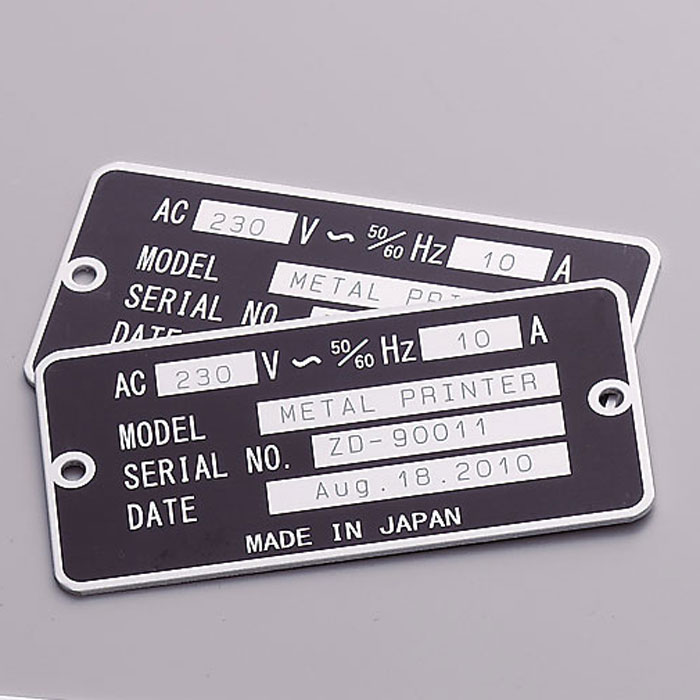 AC 230 V ~ 50/60 Hz 10 A
MODEL METAL PRI
SERIAL NO.
DATE
AC 230 V ~ 50/60 Hz 10 A
MODEL METAL PRINTER
SERIAL NO. ZD-90011
DATE Aug.18.2010
MADE IN JAPAN